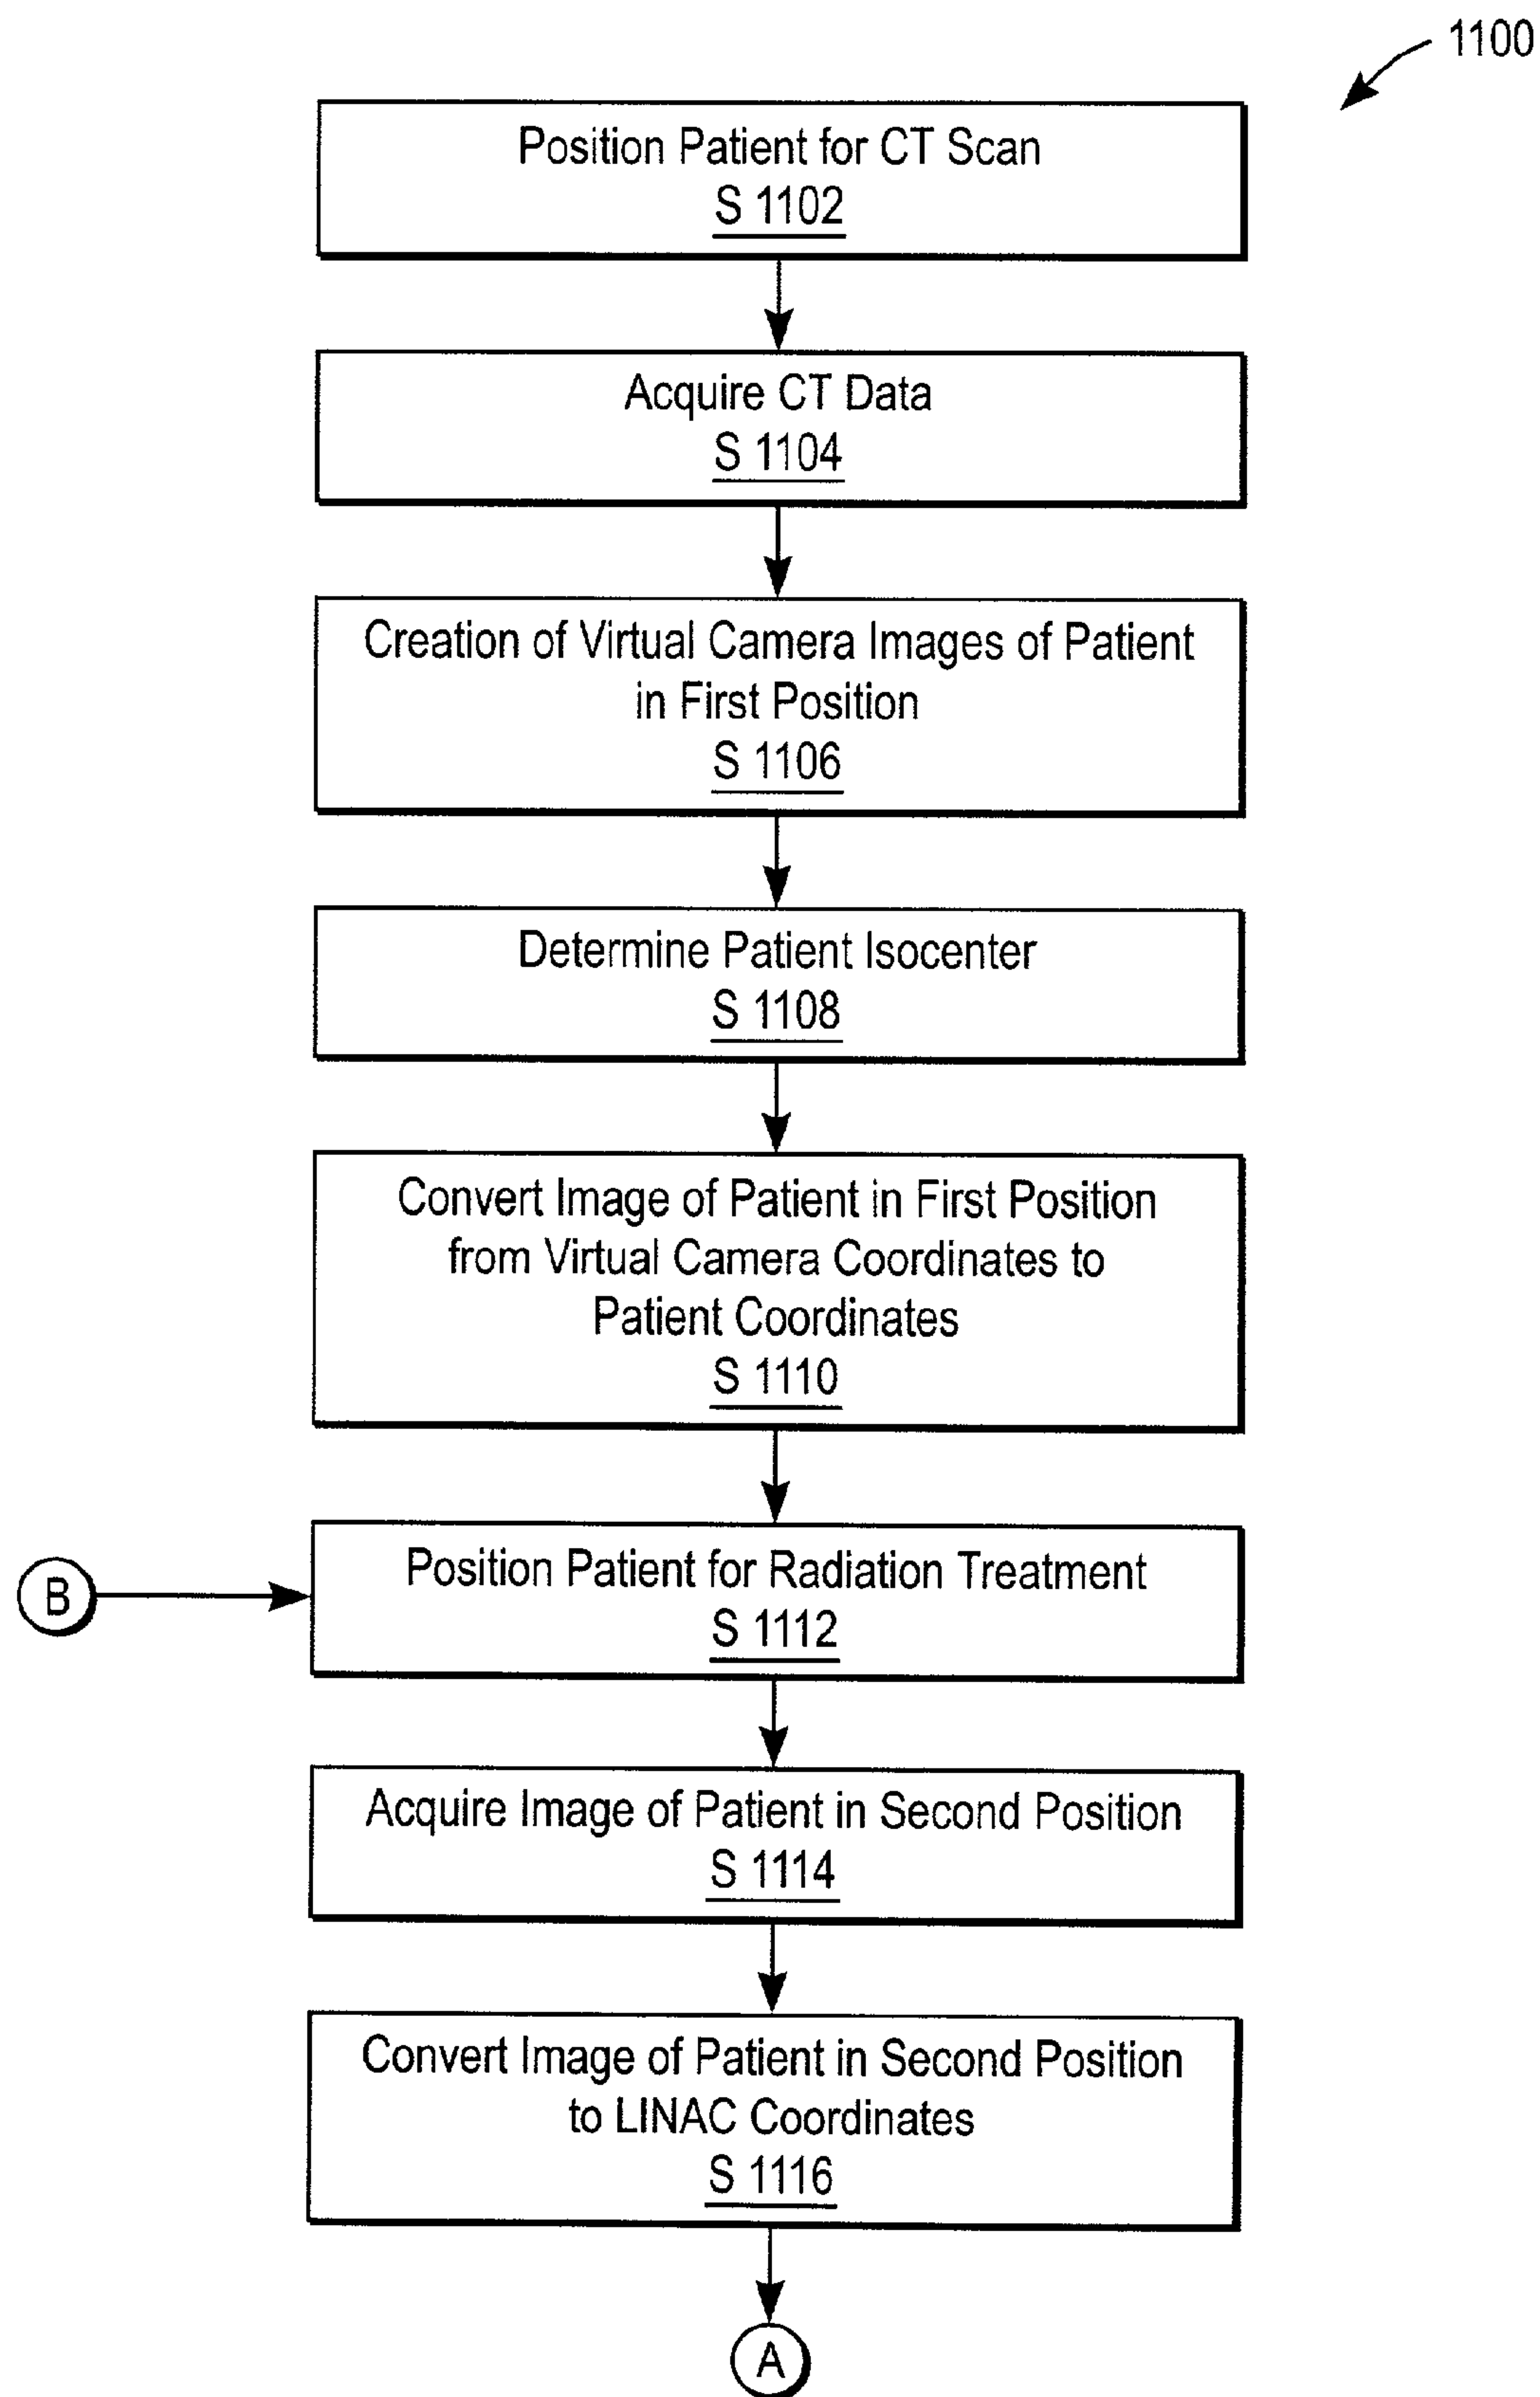 1100
Position Patient for CT Scan
S 1102
Acquire CT Data
S 1104
Creation of Virtual Camera Images of Patient
in First Position
S 1106
Determine Patient Isocenter
S 1108
Convert Image of Patient in First Position
from Virtual Camera Coordinates to
Patient Coordinates
S 1110
B
Position Patient for Radiation Treatment
S 1112
Acquire Image of Patient in Second Position
S 1114
Convert Image of Patient in Second Position
to LINAC Coordinates
S 1116
A